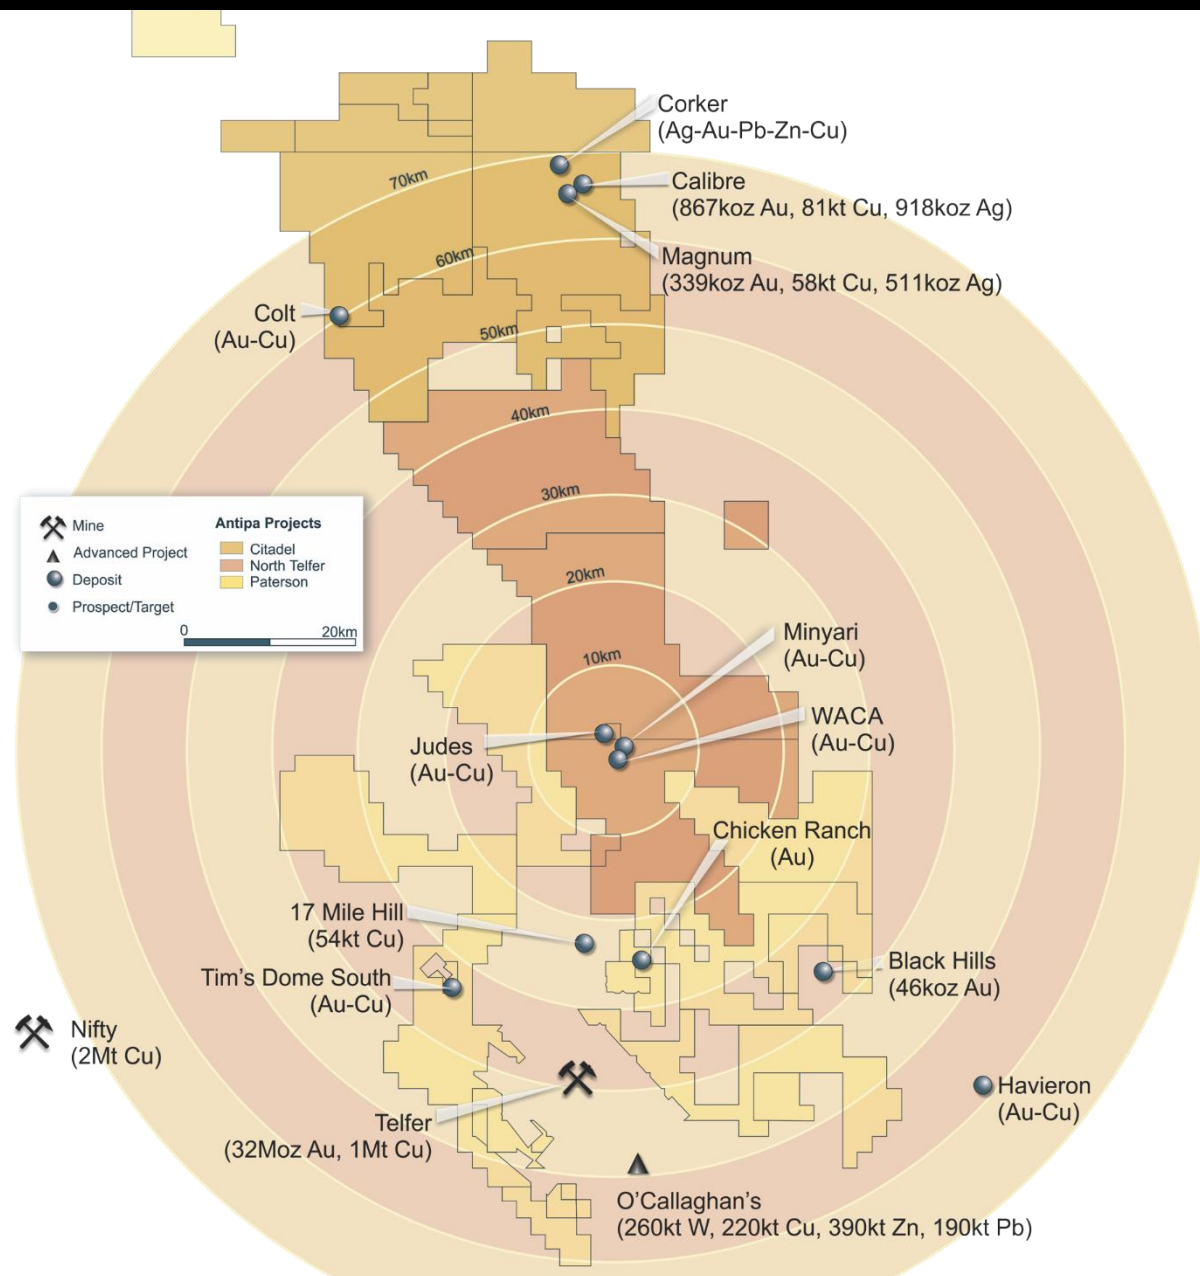 Corker
(Ag-Au-Pb-Zn-Cu)
70km
Calibre
(867koz Au, 81kt Cu, 918koz Ag)
60km
Magnum
(339koz Au, 58kt Cu, 511koz Ag)
Colt
(Au-Cu)
50km
40km
30km
Mine
Advanced Project
Deposit
Prospect/Target
Antipa Projects
Citadel
North Telfer
Paterson
0 20km
20km
10km
Minyari
(Au-Cu)
WACA
(Au-Cu)
Judes
(Au-Cu)
Chicken Ranch
(Au)
17 Mile Hill
(54kt Cu)
Tim's Dome South
(Au-Cu)
Black Hills
(46koz Au)
Nifty
(2Mt Cu)
Havieron
(Au-Cu)
Telfer
(32Moz Au, 1Mt Cu)
O'Callaghan's
(260kt W, 220kt Cu, 390kt Zn, 190kt Pb)